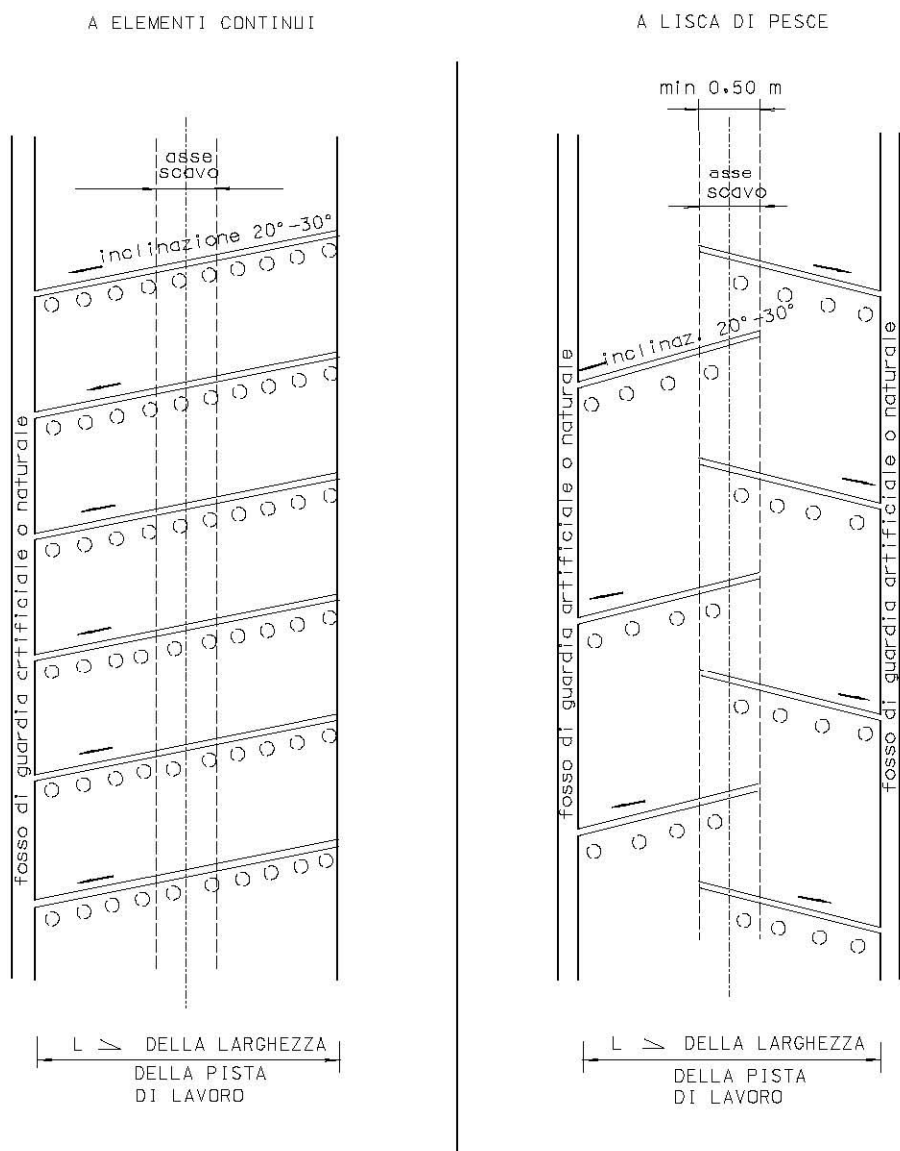 A ELEMENTI CONTINUI
asse
scavo
inclinazione 20°-30°
fosso di guardia crtificiale o naturale
L ≥ DELLA LARGHEZZA
DELLA PISTA
DI LAVORO
A LISCA DI PESCE
min 0.50 m
asse
scavo
inclinaz. 20°-30°
fosso di guardia artificiale o naturale
fosso di guardia artificiale o naturale
L ≥ DELLA LARGHEZZA
DELLA PISTA
DI LAVORO